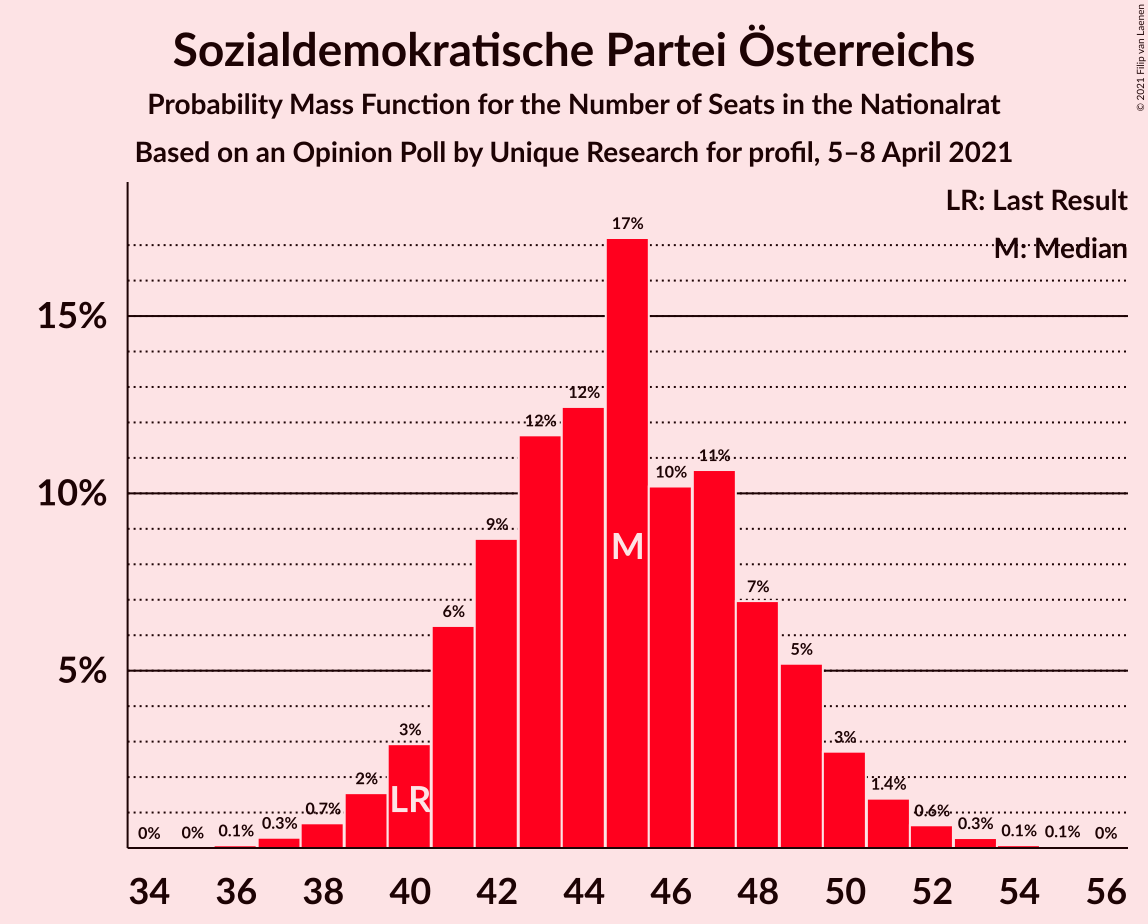 Sozialdemokratische Partei Österreichs
Probability Mass Function for the Number of Seats in the Nationalrat
Based on an Opinion Poll by Unique Research for profil, 5–8 April 2021
© 2021 Filip van Laenen
LR: Last Result
M: Median
15%
10%
5%
0%
0%
0.1%
0.3%
0.7%
2%
3%
6%
9%
12%
12%
17%
10%
11%
7%
5%
3%
1.4%
0.6%
0.3%
0.1%
0.1%
0%
LR
M
34 36 38 40 42 44 46 48 50 52 54 56